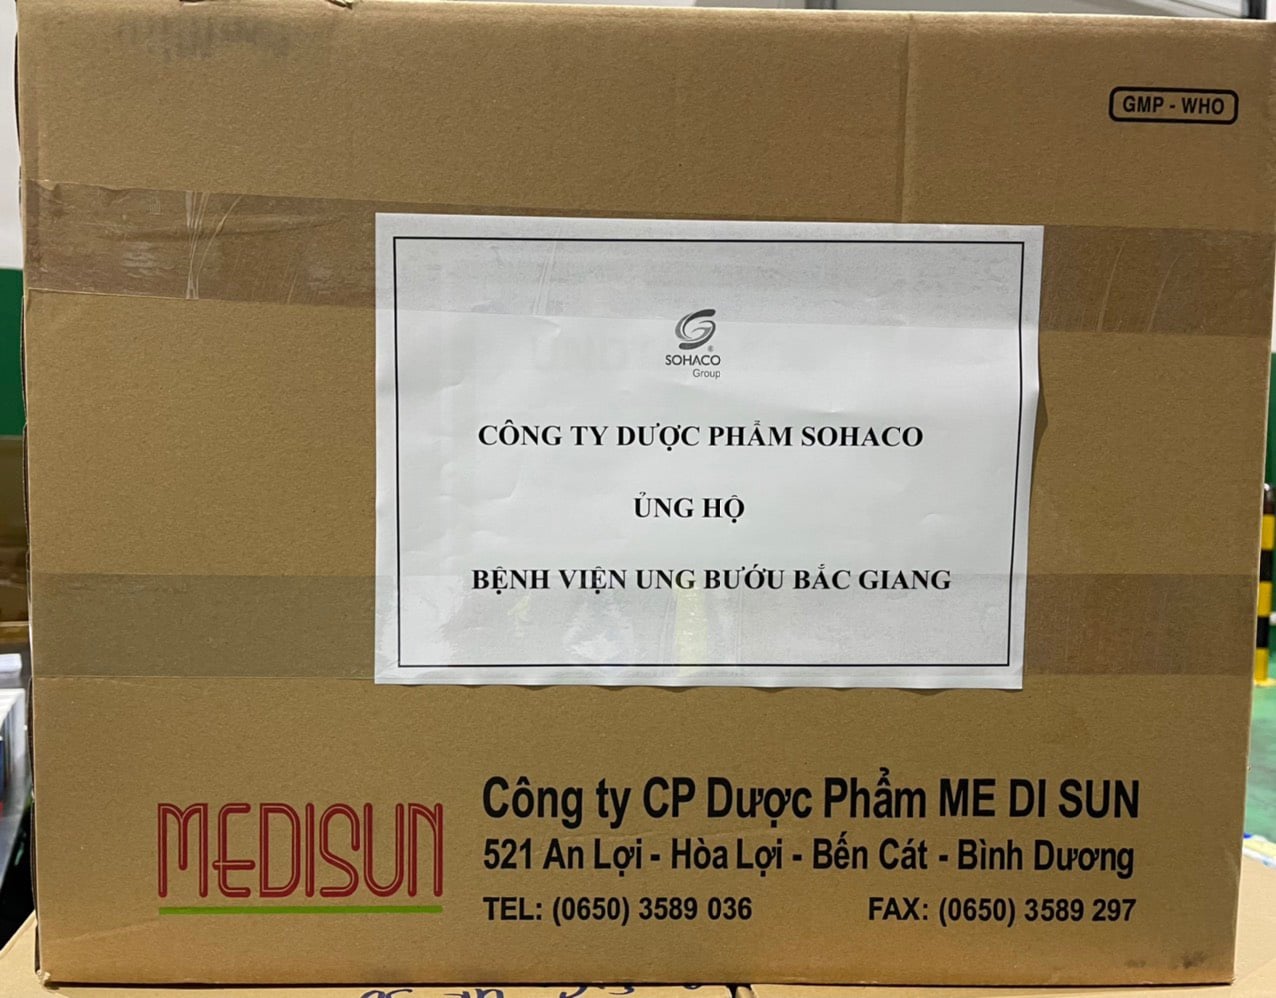 GMP - WHO
SOHACO
Group
CÔNG TY DƯỢC PHẨM SOHACO
ỦNG HỘ
BỆNH VIỆN UNG BƯỚU BẮC GIANG
MEDISUN
Công ty CP Dược Phẩm ME DI SUN
521 An Lợi - Hòa Lợi - Bến Cát - Bình Dương
TEL: (0650) 3589 036 FAX: (0650) 3589 297